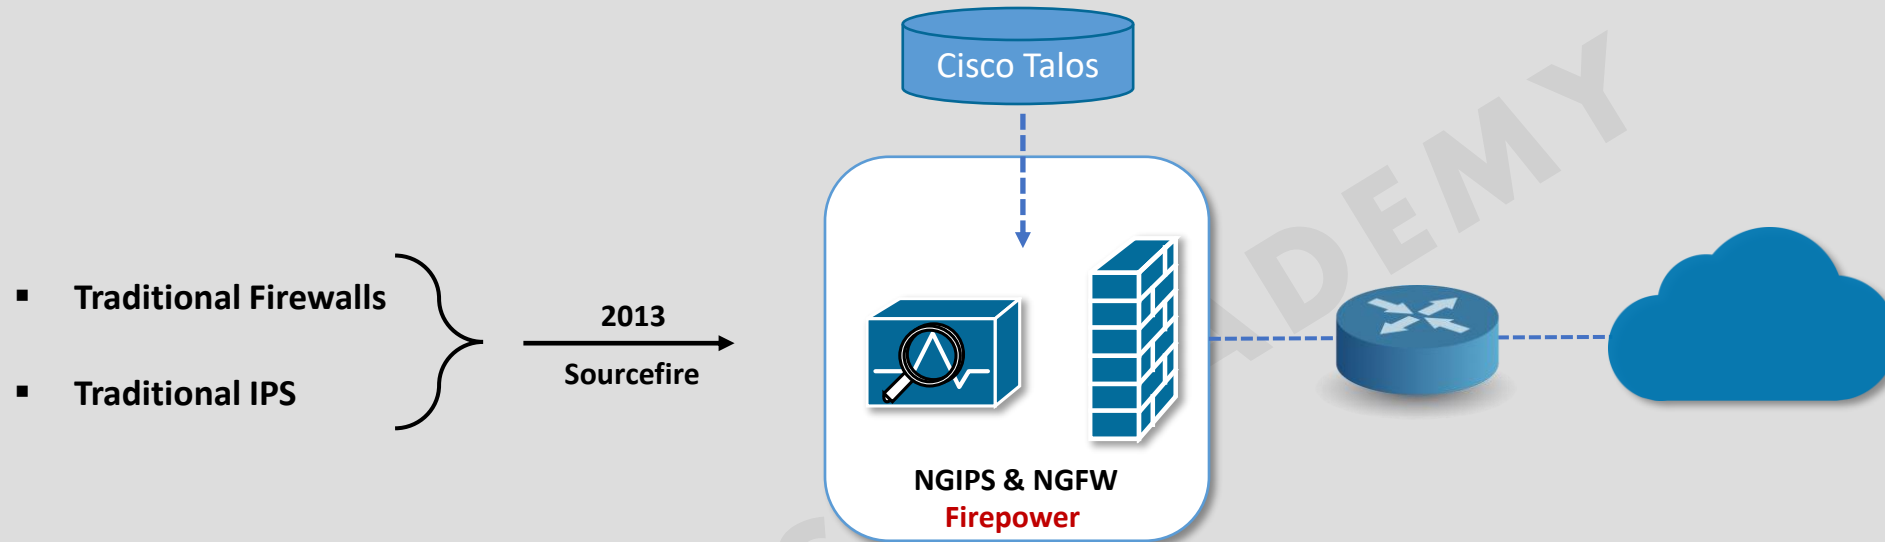 Cisco Talos
▪ Traditional Firewalls
▪ Traditional IPS
2013
Sourcefire
NGIPS & NGFW
Firepower